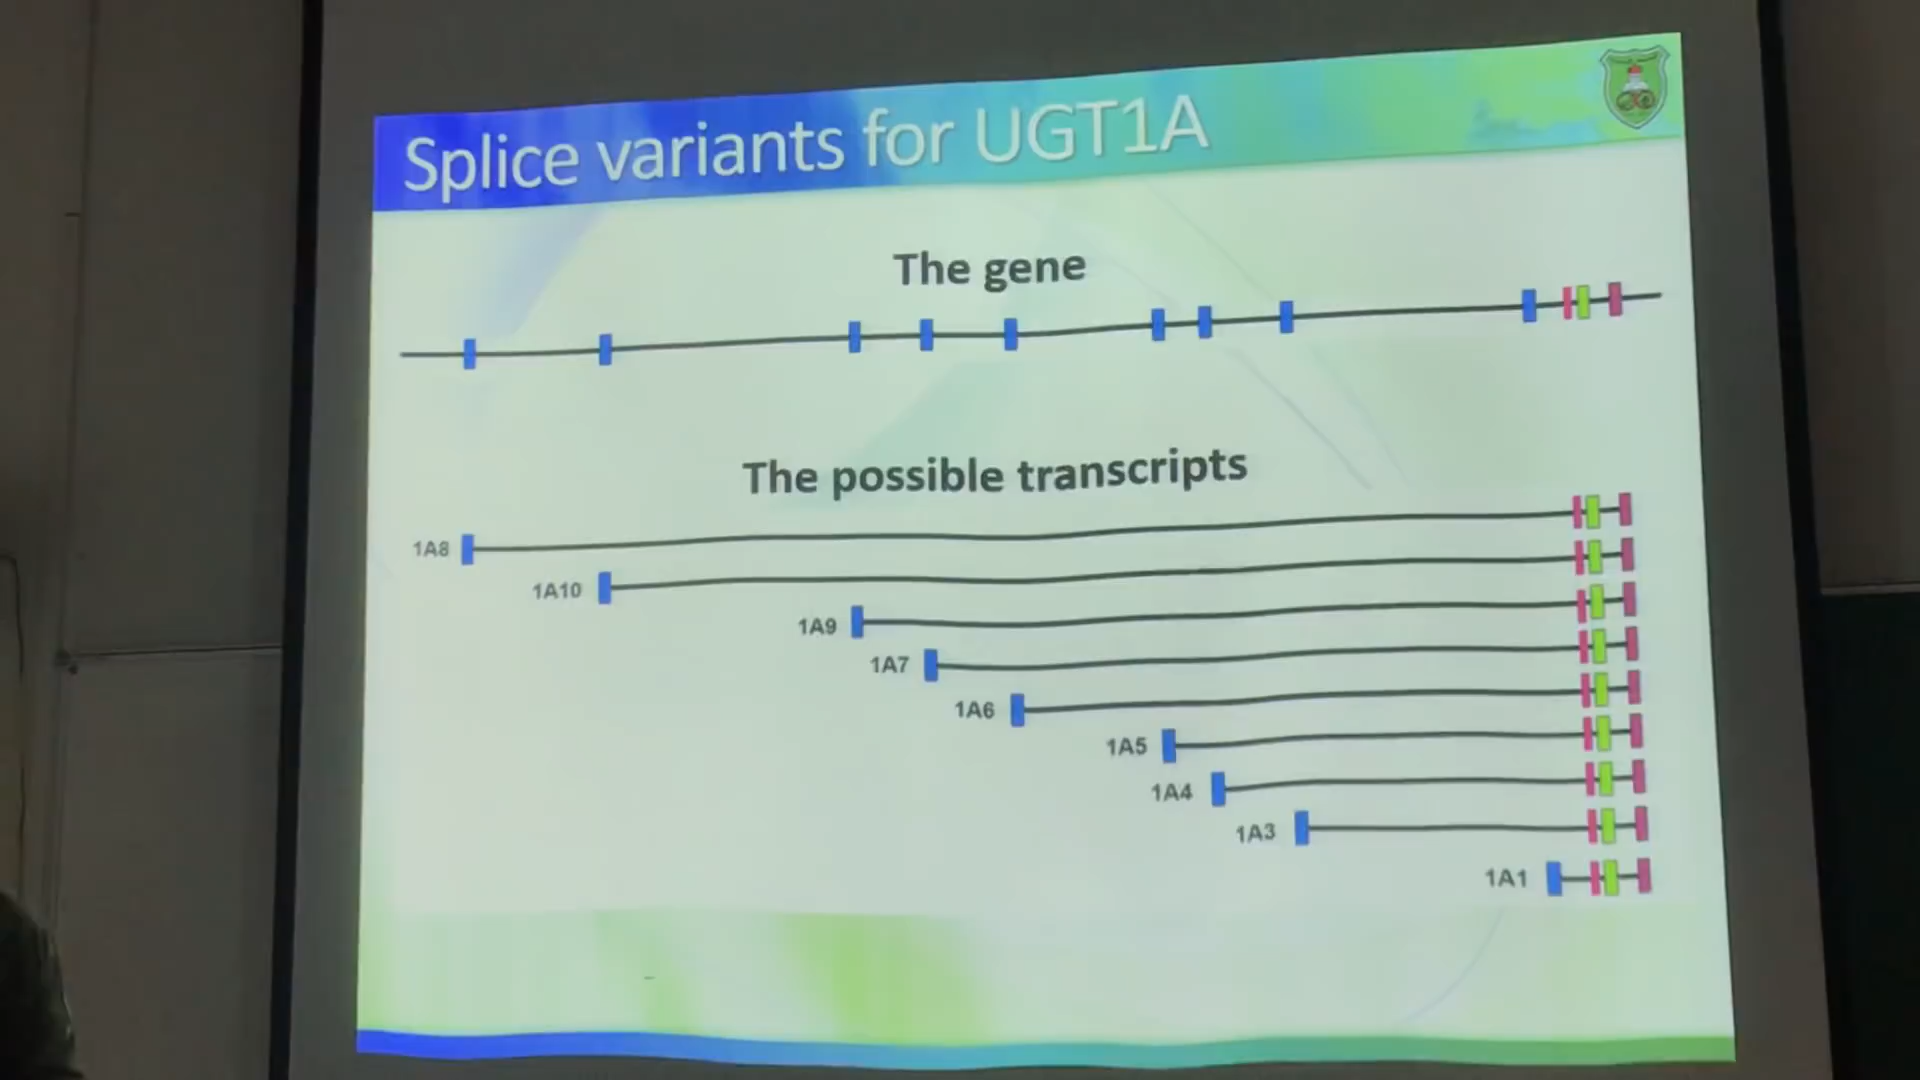 Splice variants for UGT1A
The gene
The possible transcripts
1A8
1A10
1A9
1A7
1A6
1A5
1A4
1A3
1A1